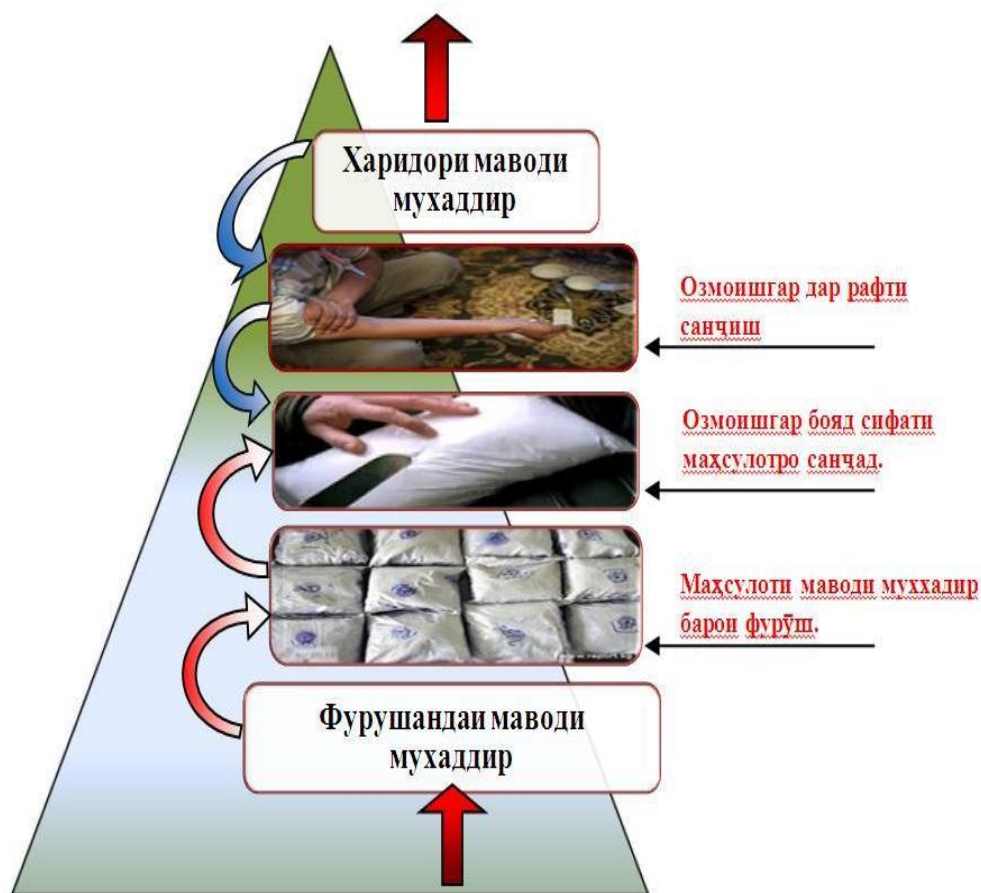 Харидори маводи
мухаддир
Озмоишгар дар рафти
санҷиш
Озмоишгар бояд сифати
маҳсулотро санҷад.
Маҳсулоти маводи муххадир
барои фурӯш.
Фурушандаи маводи
мухаддир